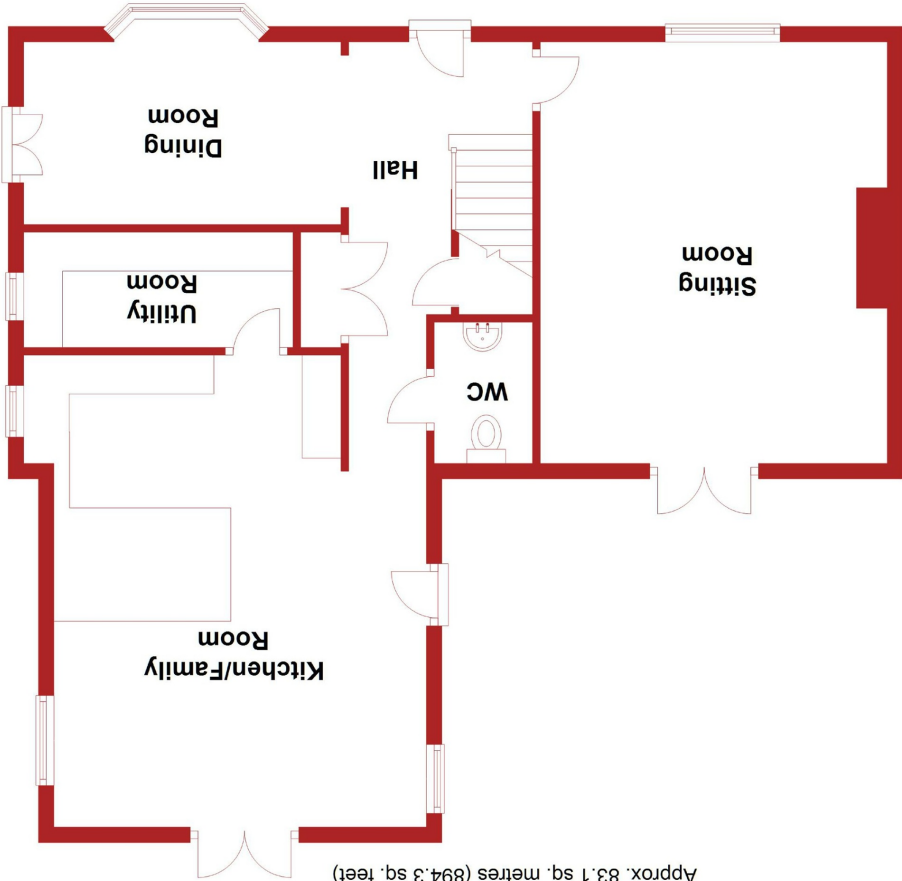 Approx. 83.1 sq. metres (894.3 sq. feet)
Kitchen/Family
Room
WC
Utility
Room
Sitting
Room
Hall
Dining
Room